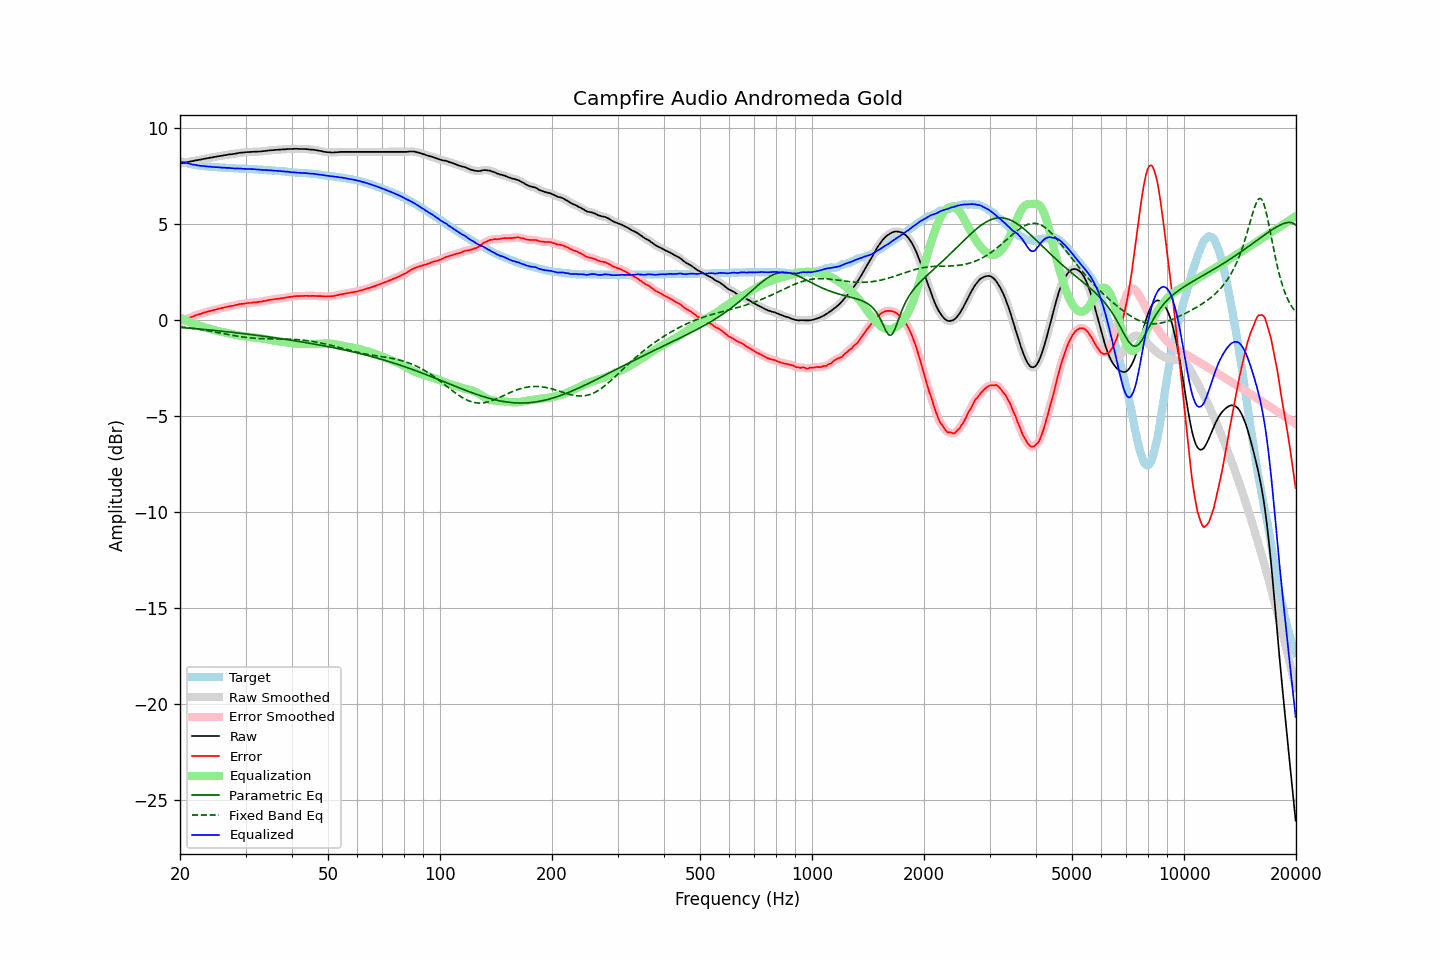 Campfire Audio Andromeda Gold
Amplitude (dBr)
10
5
0
−5
−10
−15
−20
−25
Target
Raw Smoothed
Error Smoothed
Raw
Error
Equalization
Parametric Eq
Fixed Band Eq
Equalized
20 50 100 200 500 1000 2000 5000 10000 20000
Frequency (Hz)